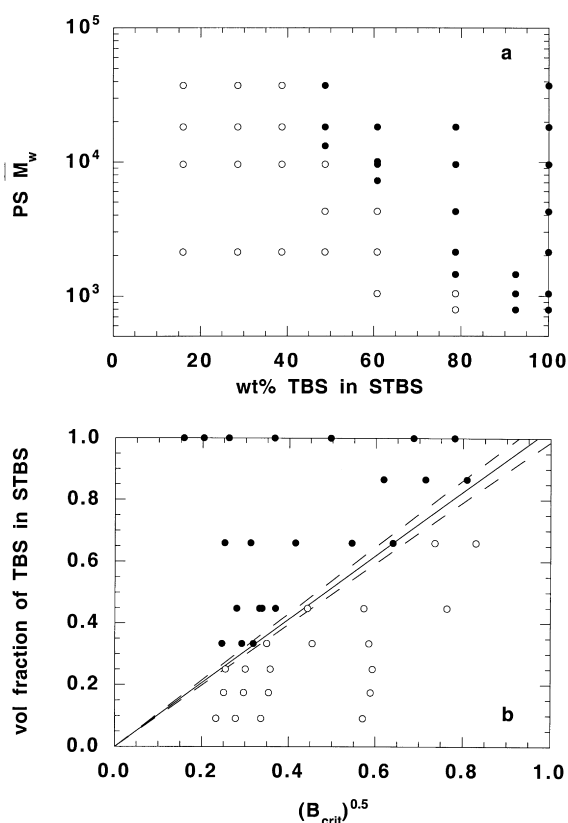 10^5
a
10^4
PS M̄_w
10^3
0 20 40 60 80 100
wt% TBS in STBS
1.0
0.8
0.6
vol fraction of TBS in STBS
0.4
0.2
b
0.0
0.0 0.2 0.4 0.6 0.8 1.0
(B_crit)^0.5